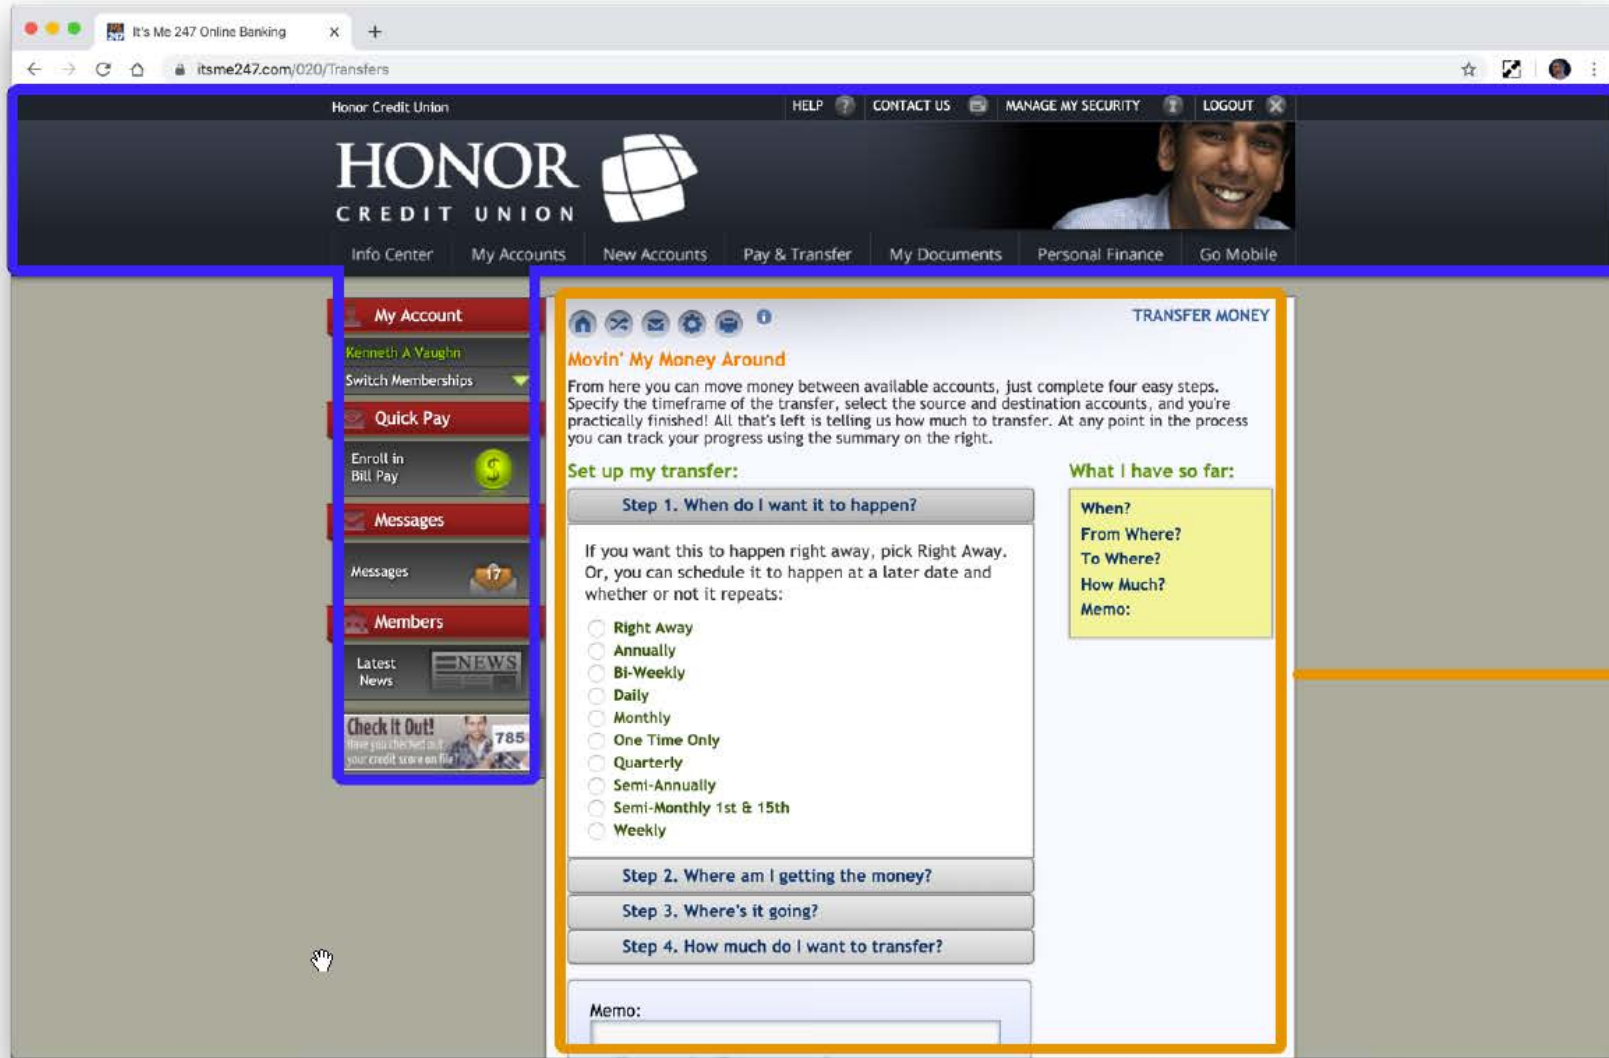 It's Me 247 Online Banking
itsme247.com/020/Transfers
Honor Credit Union
HELP ?
CONTACT US
MANAGE MY SECURITY
LOGOUT
HONOR
CREDIT UNION
Info Center
My Accounts
New Accounts
Pay & Transfer
My Documents
Personal Finance
Go Mobile
My Account
Kenneth A Vaughn
Switch Memberships
Quick Pay
Enroll in
Bill Pay
$
Messages
Messages
17
Members
Latest
News
NEWS
Check It Out!
Have you checked out
your credit score on file?
785
TRANSFER MONEY
Movin' My Money Around
From here you can move money between available accounts, just complete four easy steps.
Specify the timeframe of the transfer, select the source and destination accounts, and you're
practically finished! All that's left is telling us how much to transfer. At any point in the process
you can track your progress using the summary on the right.
Set up my transfer:
Step 1. When do I want it to happen?
If you want this to happen right away, pick Right Away.
Or, you can schedule it to happen at a later date and
whether or not it repeats:
Right Away
Annually
Bi-Weekly
Daily
Monthly
One Time Only
Quarterly
Semi-Annually
Semi-Monthly 1st & 15th
Weekly
Step 2. Where am I getting the money?
Step 3. Where's it going?
Step 4. How much do I want to transfer?
Memo:
What I have so far:
When?
From Where?
To Where?
How Much?
Memo: